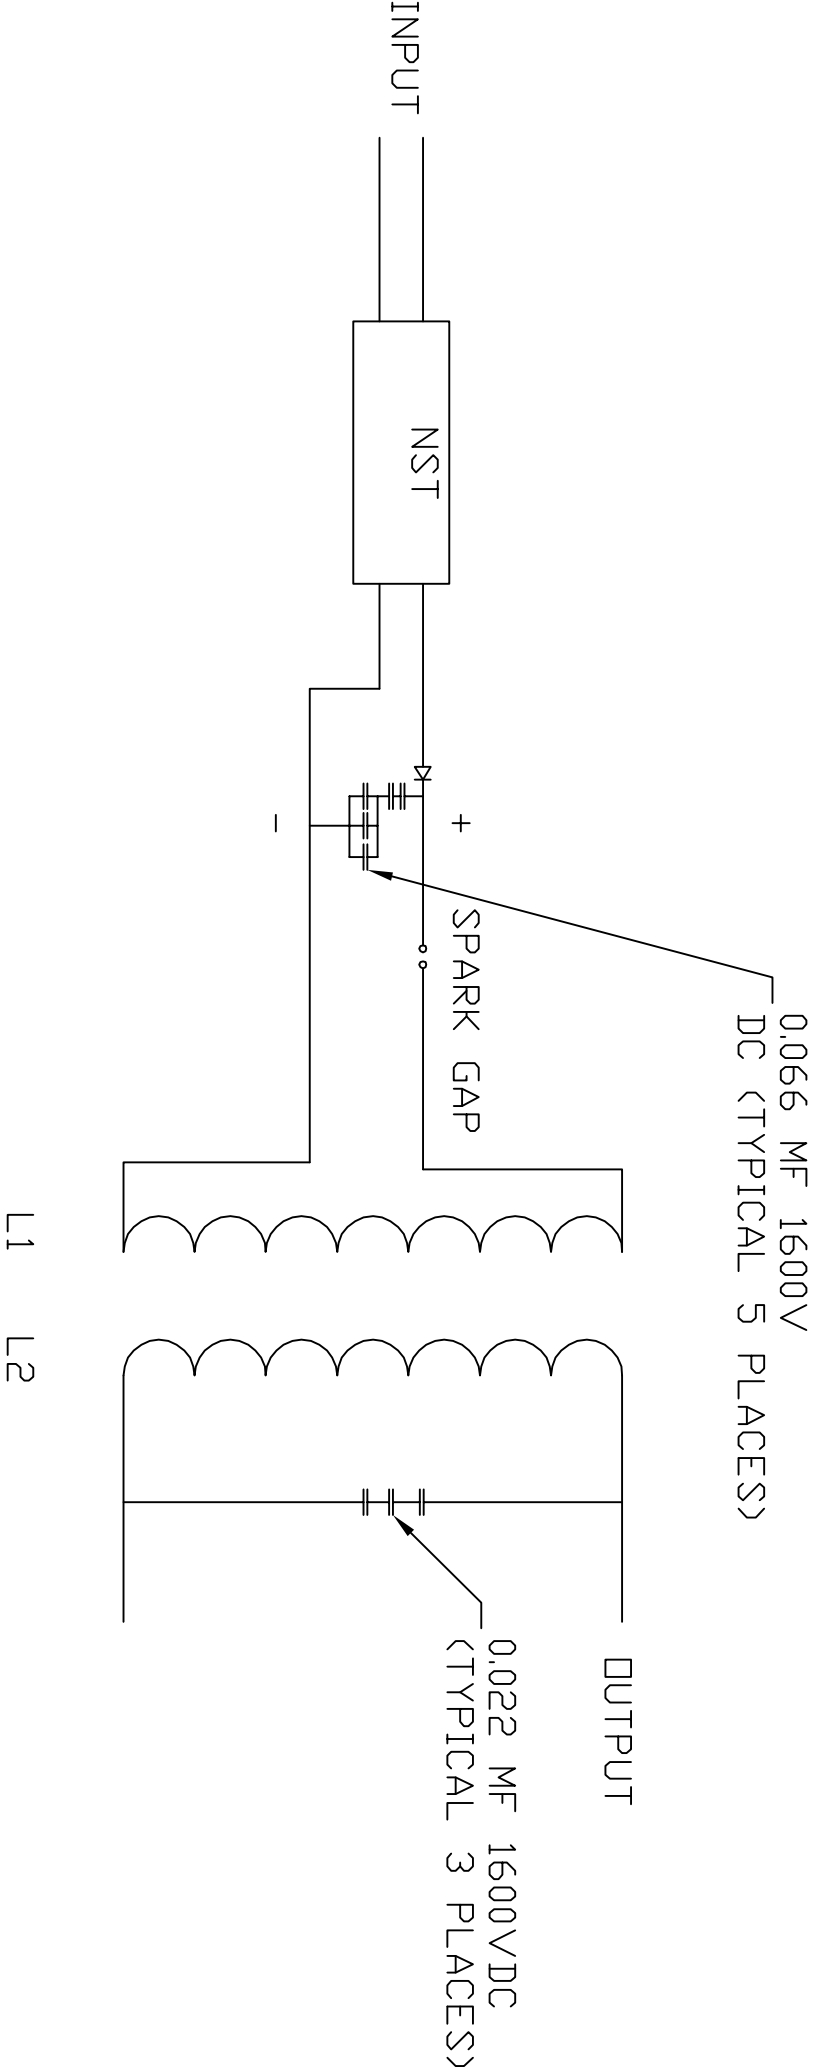 INPUT
NST
+
-
SPARK GAP
0.066 MF 1600V
DC (TYPICAL 5 PLACES)
L1
L2
0.022 MF 1600VDC
(TYPICAL 3 PLACES)
OUTPUT